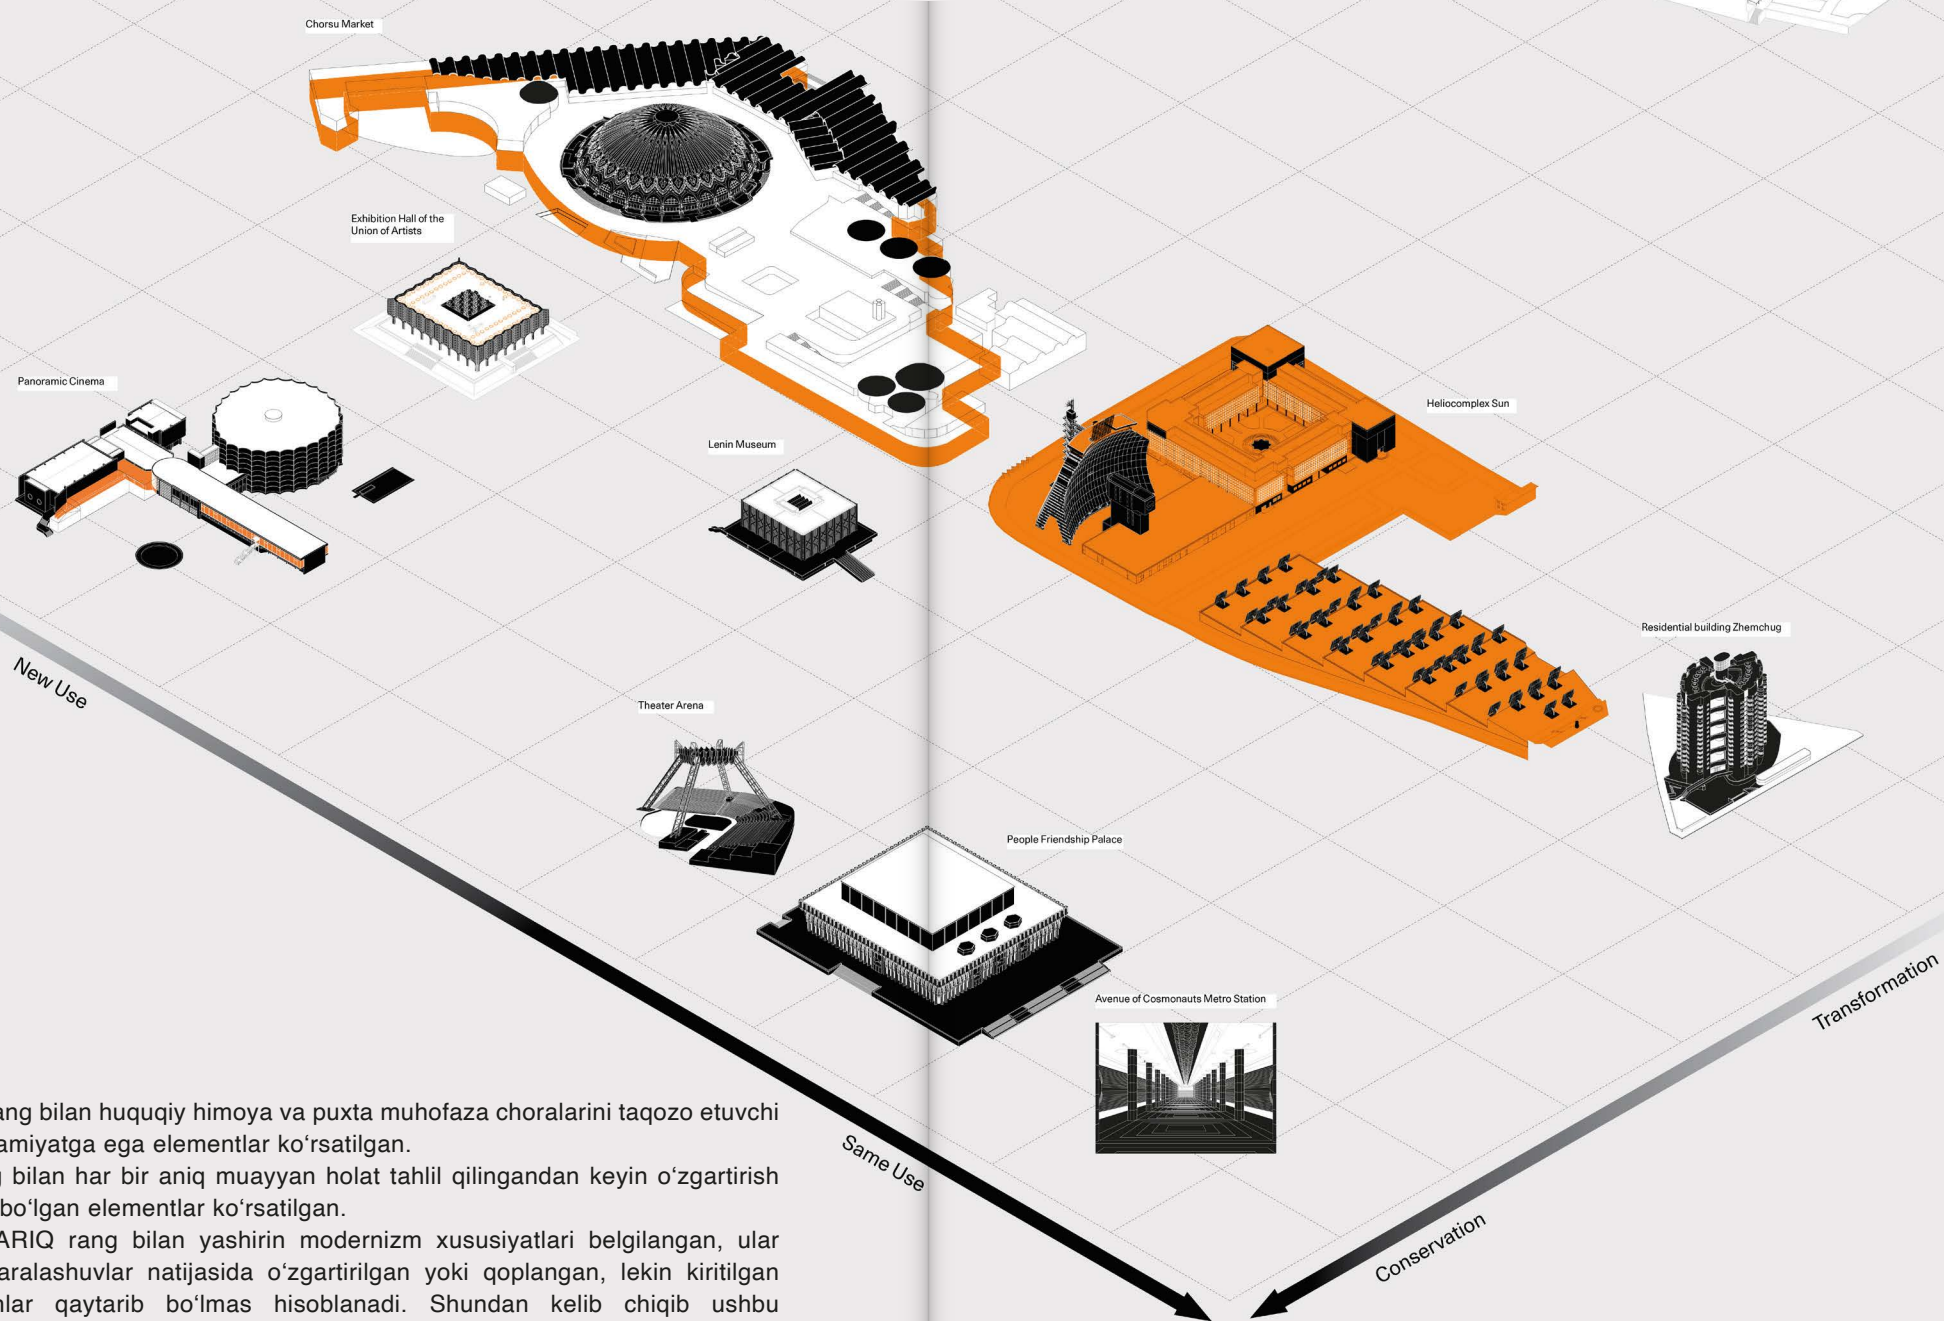 Chorsu Market
Exhibition Hall of the
Union of Artists
Panoramic Cinema
Lenin Museum
Heliocomplex Sun
Residential building Zhemchug
New Use
Theater Arena
People Friendship Palace
Transformation
Avenue of Cosmonauts Metro Station
Same Use
Conservation
ang bilan huquqiy himoya va puxta muhofaza choralarini taqozo etuvchi
amiyatga ega elementlar ko‘rsatilgan.
bilan har bir aniq muayyan holat tahlil qilingandan keyin o‘zgartirish
bo‘lgan elementlar ko‘rsatilgan.
ARIQ rang bilan yashirin modernizm xususiyatlari belgilangan, ular
aralashuvlar natijasida o‘zgartirilgan yoki qoplangan, lekin kiritilgan
lar qaytarib bo‘lmas hisoblanadi. Shundan kelib chiqib ushbu